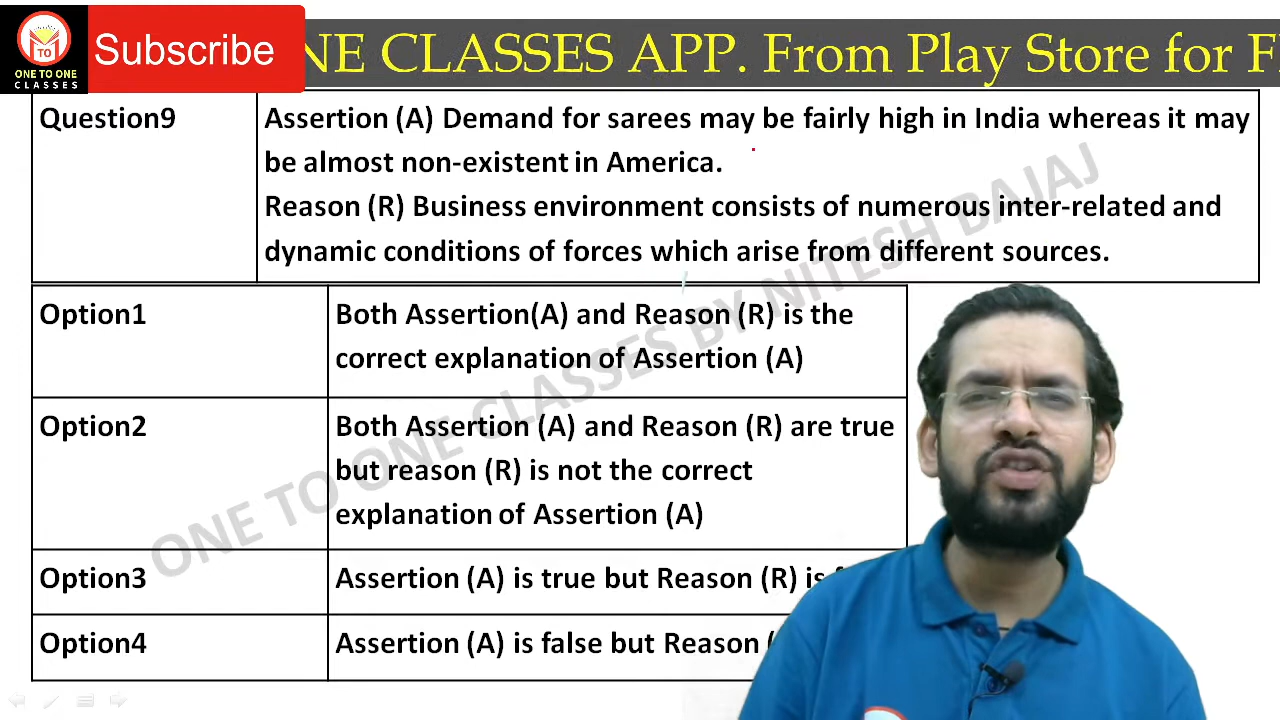 Subscribe
NE CLASSES APP. From Play Store for F
TO
ONE TO ONE
CLASSES
Question9
Assertion (A) Demand for sarees may be fairly high in India whereas it may
be almost non-existent in America.
Reason (R) Business environment consists of numerous inter-related and
dynamic conditions of forces which arise from different sources.
Option1
Both Assertion(A) and Reason (R) is the
correct explanation of Assertion (A)
Option2
Both Assertion (A) and Reason (R) are true
but reason (R) is not the correct
explanation of Assertion (A)
Option3
Assertion (A) is true but Reason (R) is
Option4
Assertion (A) is false but Reason
ONE TO ONE CLASSES BY NITESH BAJAJ